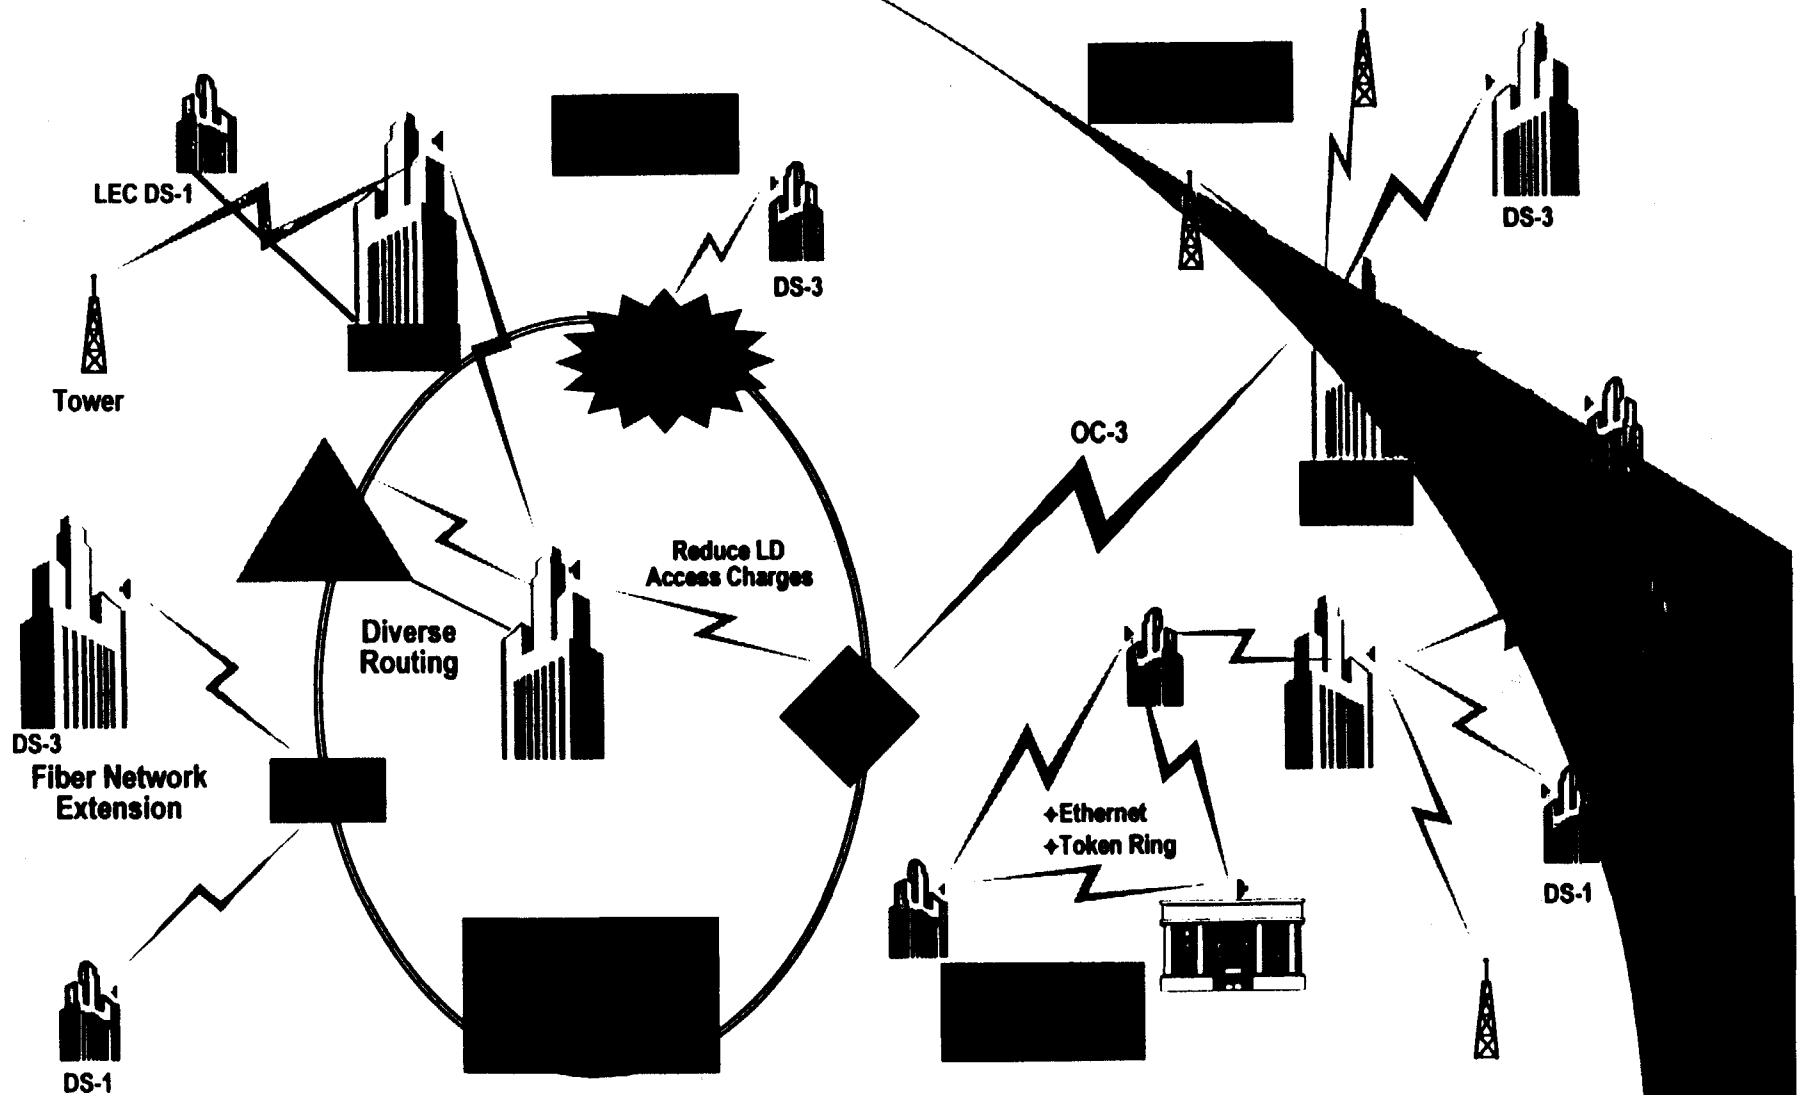 LEC DS-1
DS-3
DS-3
Tower
OC-3
Reduce LD
Access Charges
Diverse
Routing
DS-3
Fiber Network
Extension
+Ethernet
+Token Ring
DS-1
DS-1